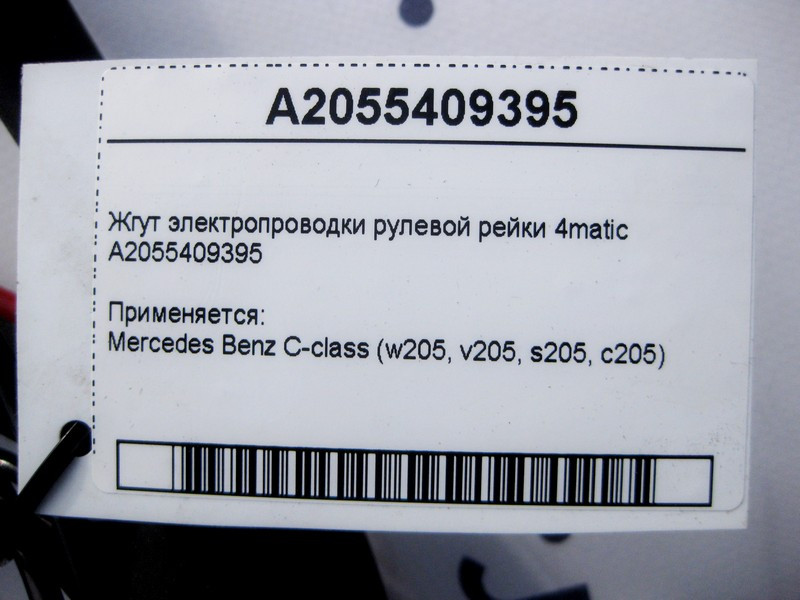 A2055409395
Жгут электропроводки рулевой рейки 4matic
A2055409395
Применяется:
Mercedes Benz C-class (w205, v205, s205, c205)